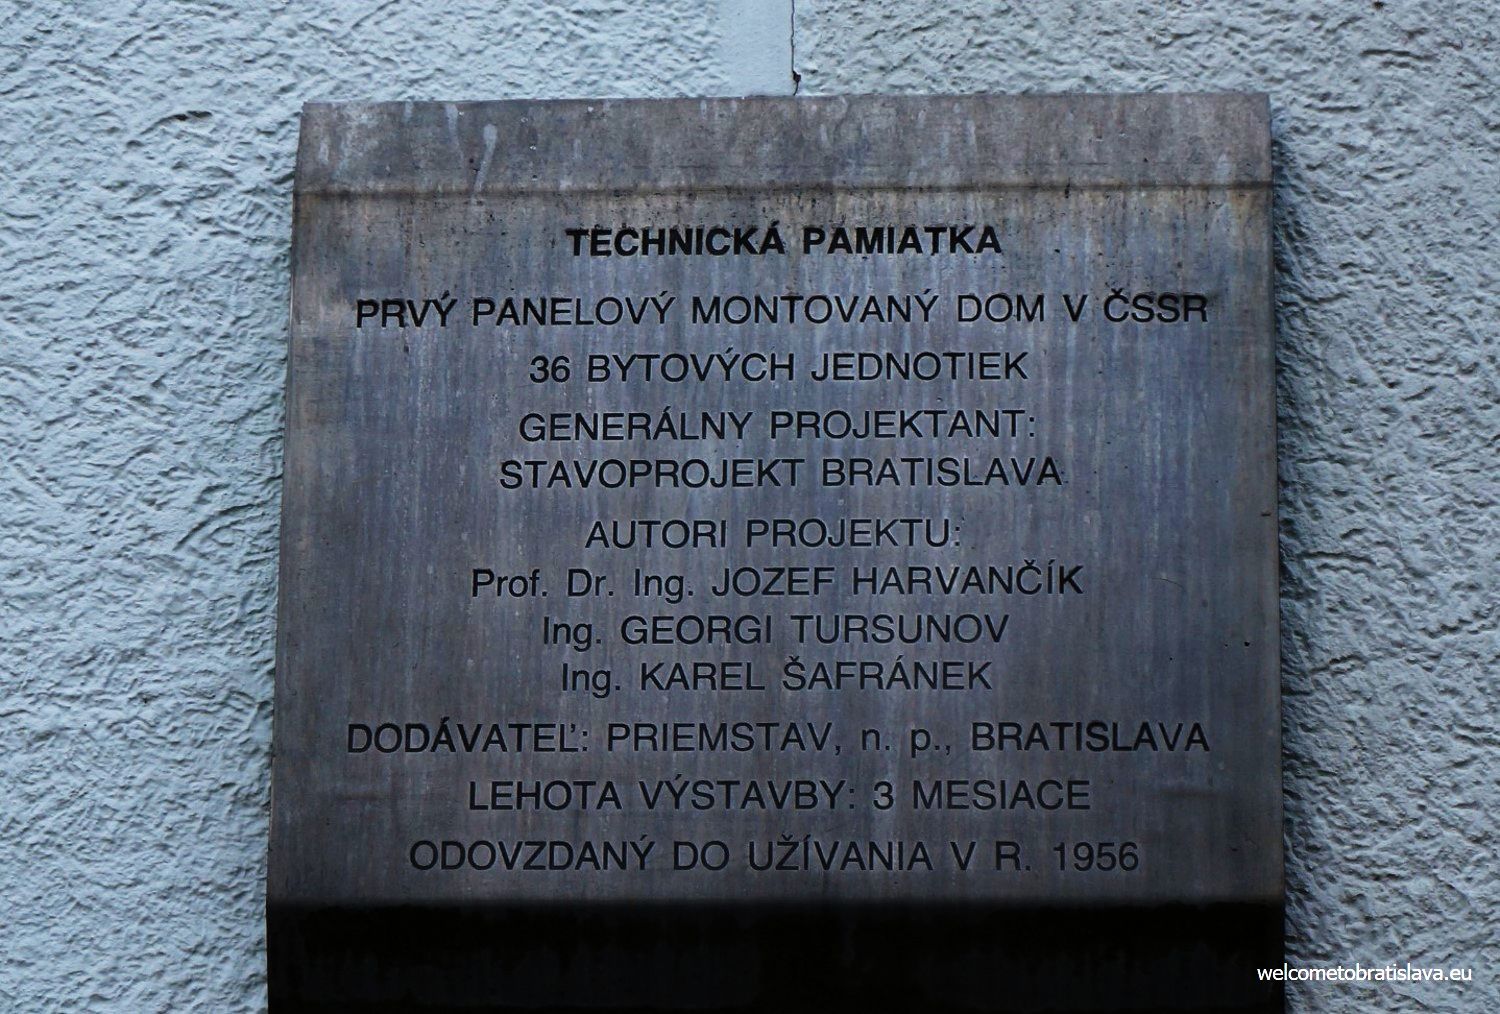 TECHNICKÁ PAMIATKA
PRVÝ PANELOVÝ MONTOVANÝ DOM V ČSSR
36 BYTOVÝCH JEDNOTIEK
GENERÁLNY PROJEKTANT:
STAVOPROJEKT BRATISLAVA
AUTORI PROJEKTU:
Prof. Dr. Ing. JOZEF HARVANČÍK
Ing. GEORGI TURSUNOV
Ing. KAREL ŠAFRÁNEK
DODÁVATEĽ: PRIEMSTAV, n. p., BRATISLAVA
LEHOTA VÝSTAVBY: 3 MESIACE
ODOVZDANÝ DO UŽÍVANIA V R. 1956
welcometobratislava.eu